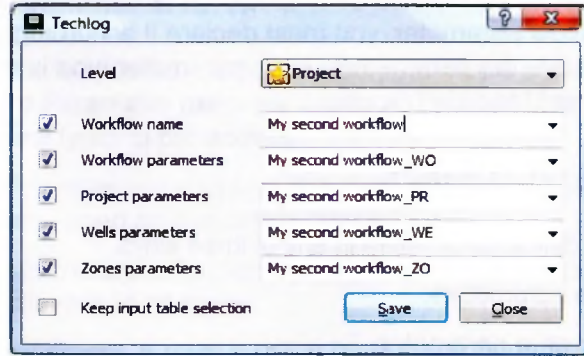 Techlog
Level Project
Workflow name My second workflow
Workflow parameters My second workflow_WO
Project parameters My second workflow_PR
Wells parameters My second workflow_WE
Zones parameters My second workflow_ZO
Keep input table selection Save Close